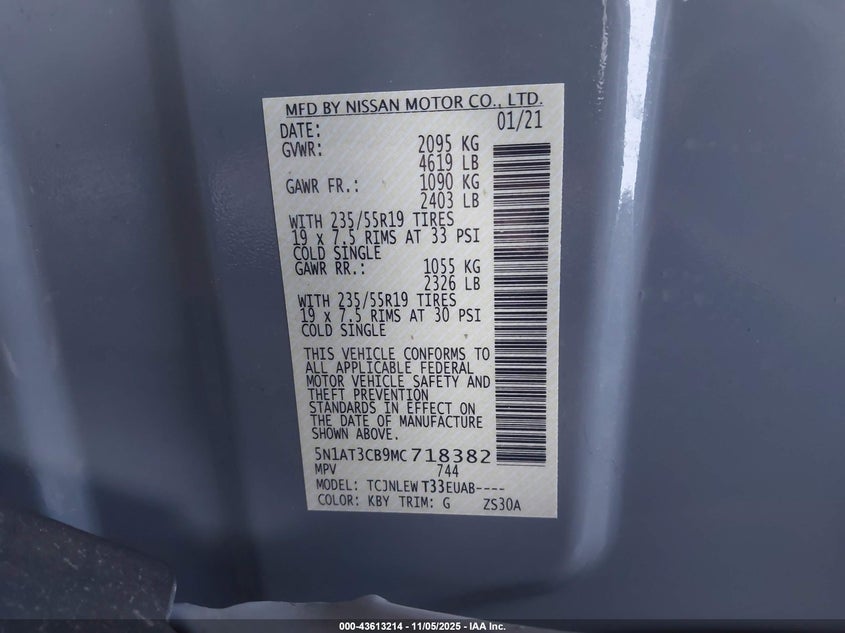 MFD BY NISSAN MOTOR CO., LTD.
DATE: 01/21
GVWR: 2095 KG
4619 LB
GAWR FR.: 1090 KG
2403 LB
WITH 235/55R19 TIRES
19 x 7.5 RIMS AT 33 PSI
COLD SINGLE
GAWR RR.: 1055 KG
2326 LB
WITH 235/55R19 TIRES
19 x 7.5 RIMS AT 30 PSI
COLD SINGLE
THIS VEHICLE CONFORMS TO
ALL APPLICABLE FEDERAL
MOTOR VEHICLE SAFETY AND
THEFT PREVENTION
STANDARDS IN EFFECT ON
THE DATE OF MANUFACTURE
SHOWN ABOVE.
5N1AT3CB9MC718382
MPV 744
MODEL: TCJNLEW T33EUAB----
COLOR: KBY TRIM: G ZS30A
000-43613214 - 11/05/2025 - IAA Inc.